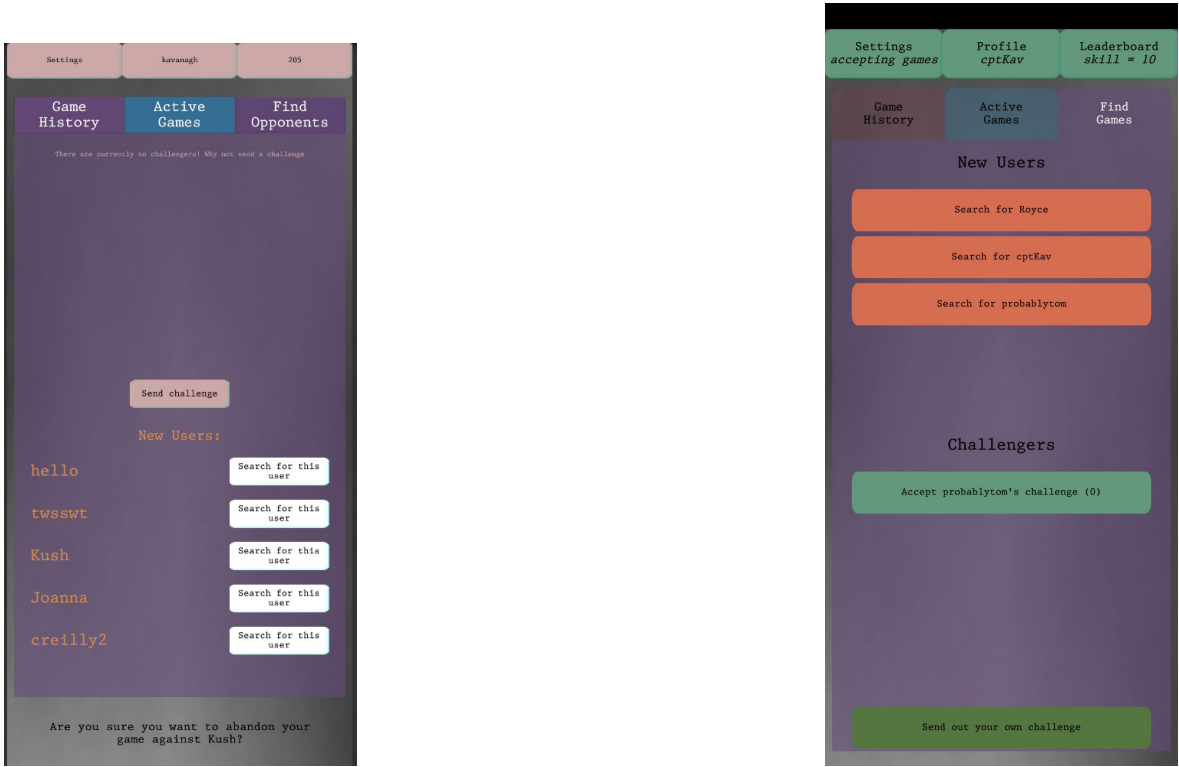 Settings
kavanagh
205
Game
History
Active
Games
Find
Opponents
There are currently no challengers! Why not send a challenge
Send challenge
New Users:
hello
Search for this
user
twsswt
Search for this
user
Kush
Search for this
user
Joanna
Search for this
user
creilly2
Search for this
user
Are you sure you want to abandon your
game against Kush?
Settings
accepting games
Profile
cptKav
Leaderboard
skill = 10
Game
History
Active
Games
Find
Games
New Users
Search for Royce
Search for cptKav
Search for probablytom
Challengers
Accept probablytom's challenge (0)
Send out your own challenge